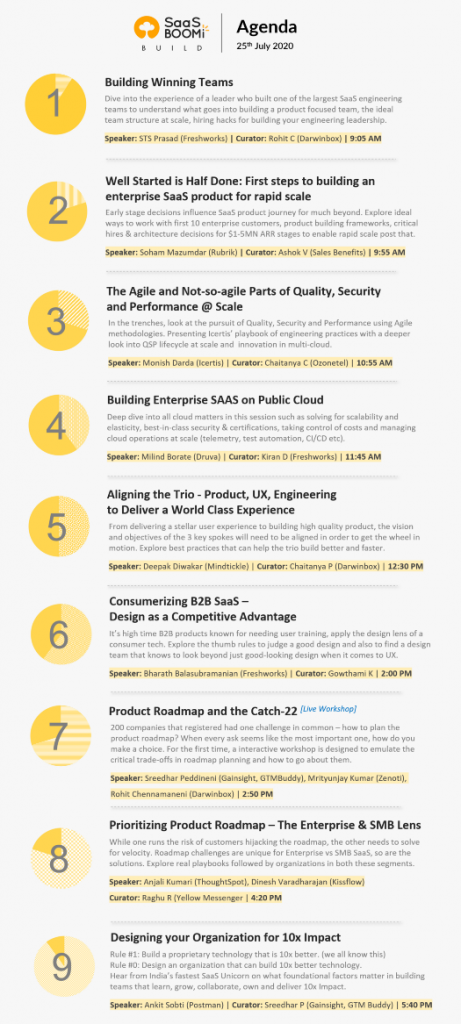 SaaS
BOOMi
BUILD
Agenda
25th July 2020
1
Building Winning Teams
Dive into the experience of a leader who built one of the largest SaaS engineering
teams to understand what goes into building a product focused team, the ideal
team structure at scale, hiring hacks for building your engineering leadership.
Speaker: STS Prasad (Freshworks) | Curator: Rohit C (Darwinbox) | 9:05 AM
2
Well Started is Half Done: First steps to building an
enterprise SaaS product for rapid scale
Early stage decisions influence SaaS product journey for much beyond. Explore ideal
ways to work with first 10 enterprise customers, product building frameworks, critical
hires & architecture decisions for $1-5MN ARR stages to enable rapid scale post that.
Speaker: Soham Mazumdar (Rubrik) | Curator: Ashok V (Sales Benefits) | 9:55 AM
3
The Agile and Not-so-agile Parts of Quality, Security
and Performance @ Scale
In the trenches, look at the pursuit of Quality, Security and Performance using Agile
methodologies. Presenting Icertis' playbook of engineering practices with a deeper
look into QSP lifecycle at scale and innovation in multi-cloud.
Speaker: Monish Darda (Icertis) | Curator: Chaitanya C (Ozonetel) | 10:55 AM
4
Building Enterprise SAAS on Public Cloud
Deep dive into all cloud matters in this session such as solving for scalability and
elasticity, best-in-class security & certifications, taking control of costs and managing
cloud operations at scale (telemetry, test automation, CI/CD etc).
Speaker: Milind Borate (Druva) | Curator: Kiran D (Freshworks) | 11:45 AM
5
Aligning the Trio - Product, UX, Engineering
to Deliver a World Class Experience
From delivering a stellar user experience to building high quality product, the vision
and objectives of the 3 key spokes will need to be aligned in order to get the wheel in
motion. Explore best practices that can help the trio build better and faster.
Speaker: Deepak Diwakar (Mindtickle) | Curator: Chaitanya P (Darwinbox) | 12:30 PM
6
Consumerizing B2B SaaS –
Design as a Competitive Advantage
It's high time B2B products known for needing user training, apply the design lens of a
consumer tech. Explore the thumb rules to judge a good design and also to find a design
team that knows to look beyond just good-looking design when it comes to UX.
Speaker: Bharath Balasubramanian (Freshworks) | Curator: Gowthami K | 2:00 PM
7
Product Roadmap and the Catch-22 [Live Workshop]
200 companies that registered had one challenge in common – how to plan the
product roadmap? When every ask seems like the most important one, how do you
make a choice. For the first time, a interactive workshop is designed to emulate the
critical trade-offs in roadmap planning and how to go about them.
Speaker: Sreedhar Peddineni (Gainsight, GTMBuddy), Mrityunjay Kumar (Zenoti),
Rohit Chennamaneni (Darwinbox) | 2:50 PM
8
Prioritizing Product Roadmap – The Enterprise & SMB Lens
While one runs the risk of customers hijacking the roadmap, the other needs to solve
for velocity. Roadmap challenges are unique for Enterprise vs SMB SaaS, so are the
solutions. Explore real playbooks followed by organizations in both these segments.
Speaker: Anjali Kumari (ThoughtSpot), Dinesh Varadharajan (Kissflow)
Curator: Raghu R (Yellow Messenger | 4:20 PM
9
Designing your Organization for 10x Impact
Rule #1: Build a proprietary technology that is 10x better. (we all know this)
Rule #0: Design an organization that can build 10x better technology.
Hear from India's fastest SaaS Unicorn on what foundational factors matter in building
teams that learn, grow, collaborate, own and deliver 10x Impact.
Speaker: Ankit Sobti (Postman) | Curator: Sreedhar P (Gainsight, GTM Buddy) | 5:40 PM